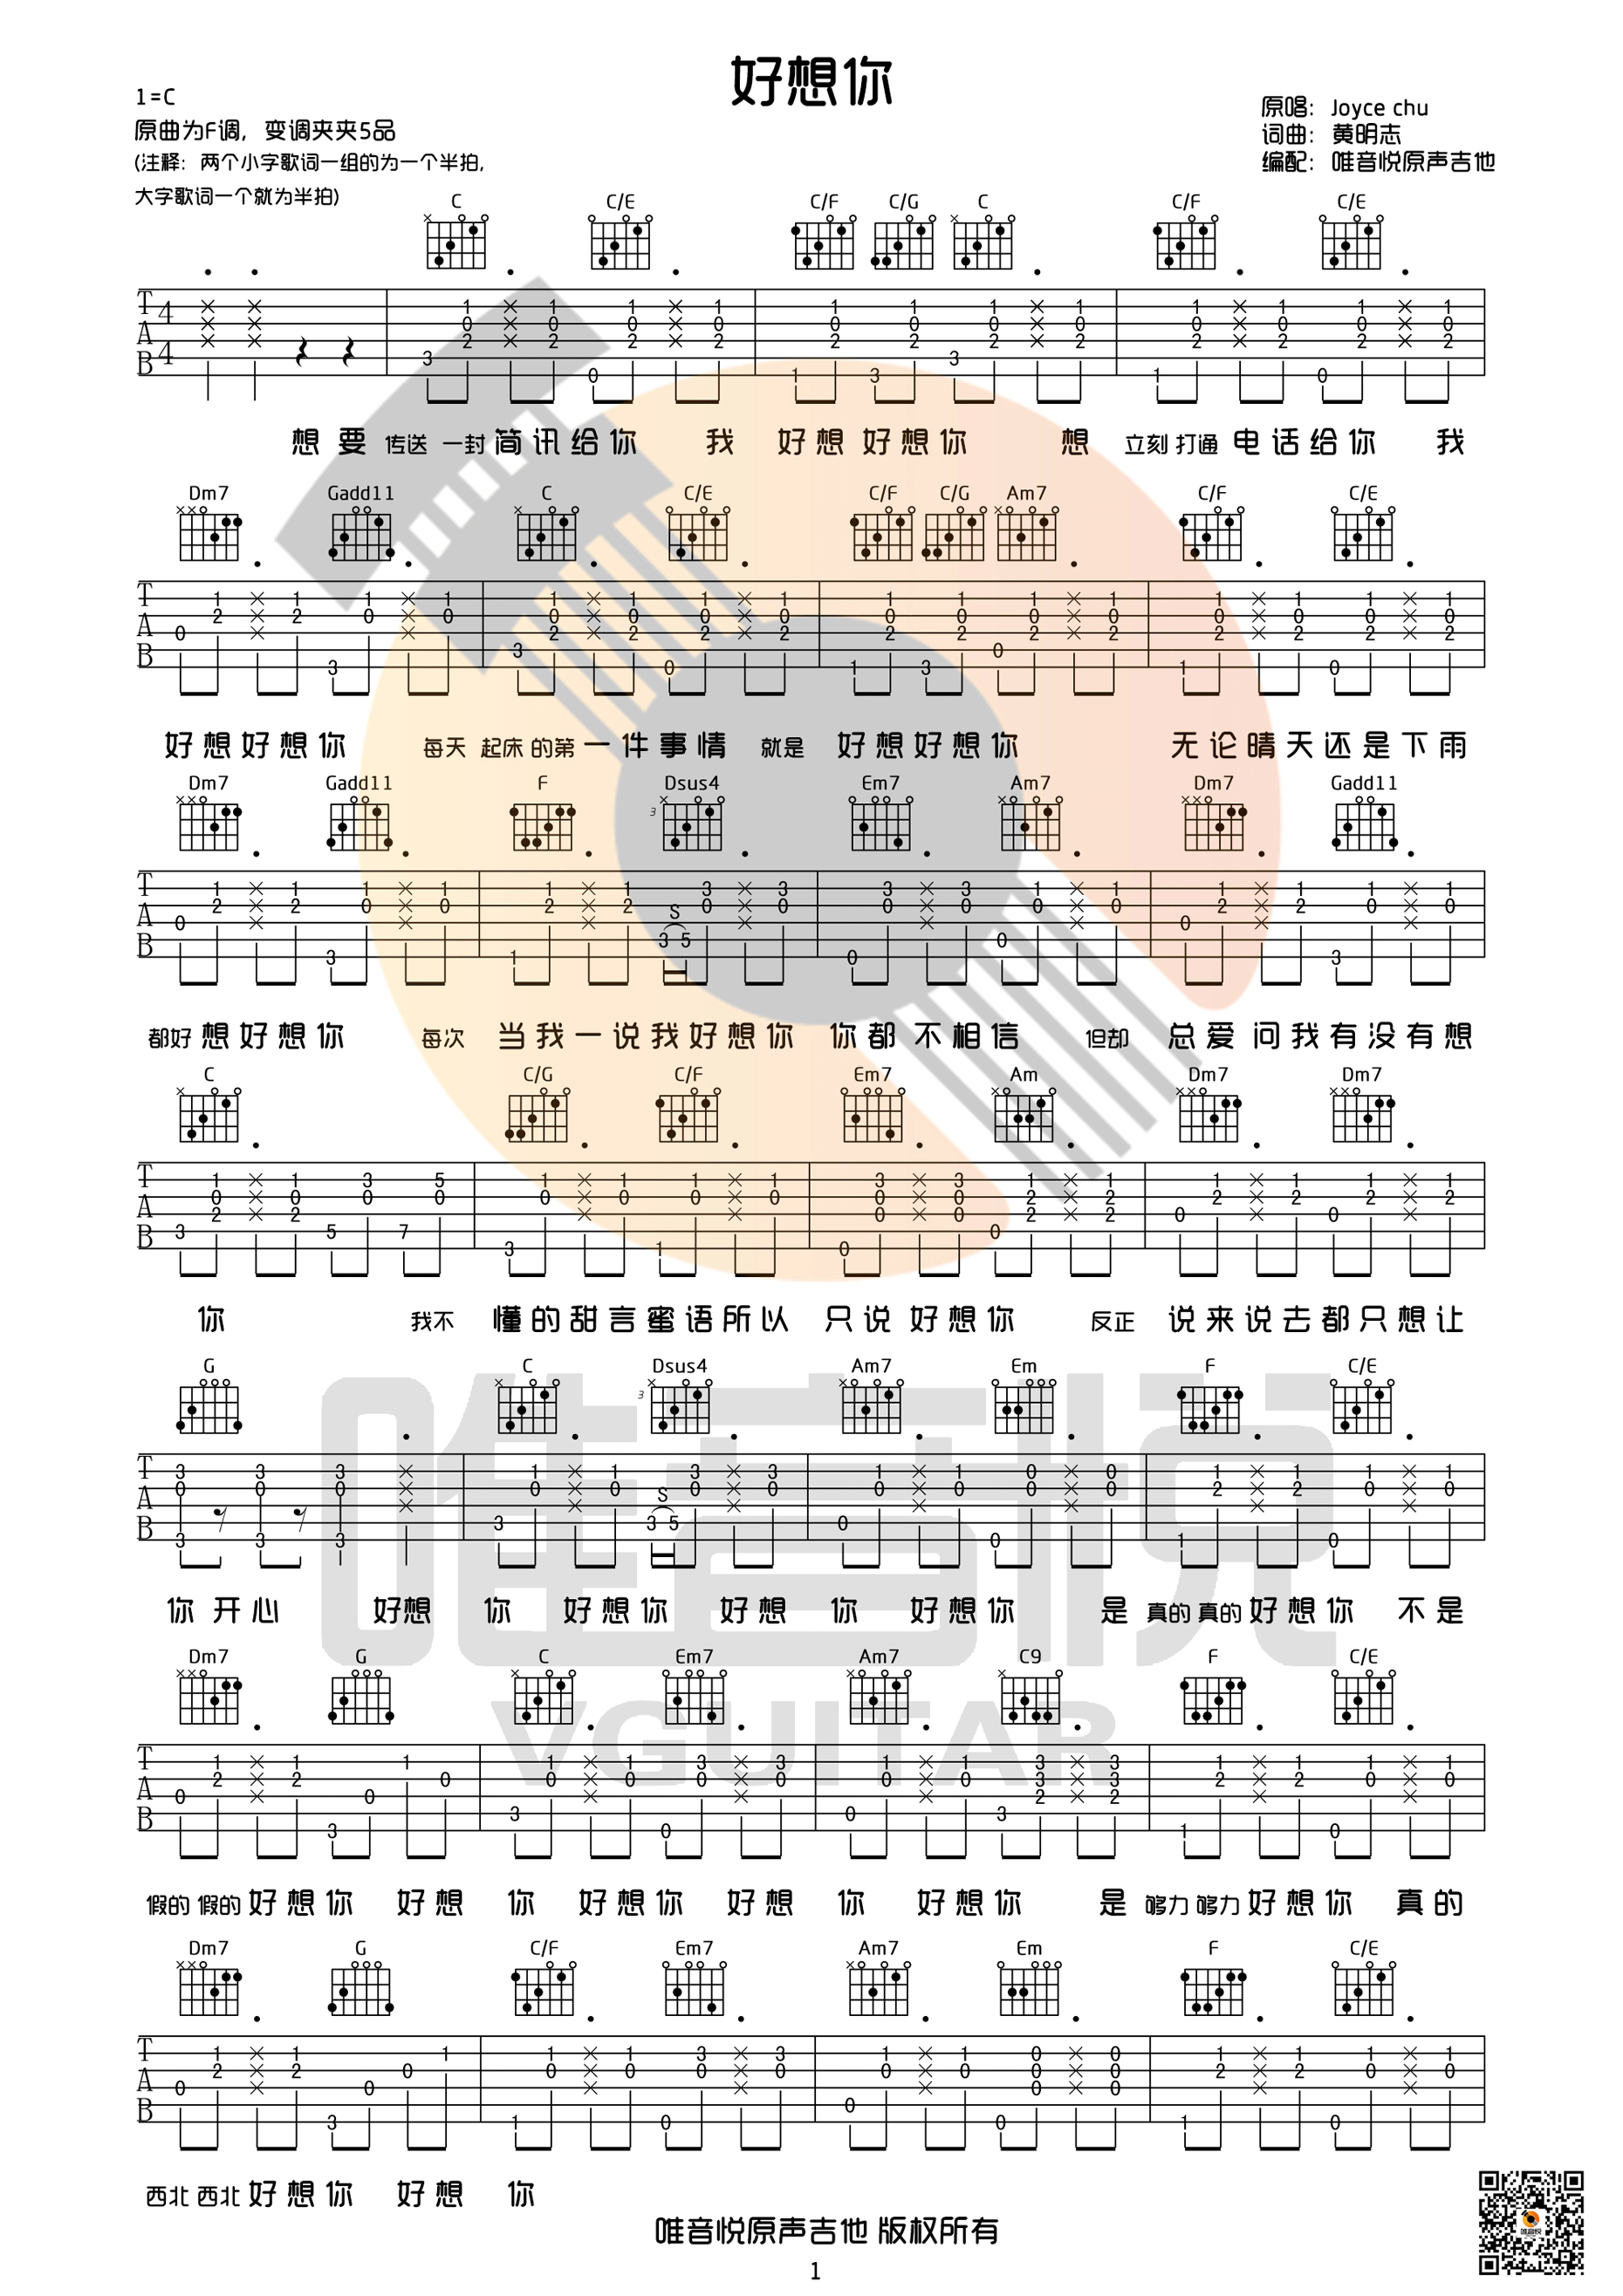 好想你
1=C
原曲为F调，变调夹夹5品
(注释：两个小字歌词一组的为一个半拍，
大字歌词一个就为半拍)
原唱：Joyce chu
词曲：黄明志
编配：唯音悦原声吉他
C C/E C/F C/G C C/F C/E
想要 传送 一封 简讯给你 我 好想好想你 想 立刻 打通 电话给你 我
Dm7 Gadd11 C C/E C/F C/G Am7 C/F C/E
好想好想你 每天 起床 的第 一件事情 就是 好想好想你 无论晴天还是下雨
Dm7 Gadd11 F Dsus4 Em7 Am7 Dm7 Gadd11
都好 想好想你 每次 当我一说我好想你 你都不相信 但却 总爱问我有没有想
C C/G C/F Em7 Am Dm7 Dm7
你 我不 懂的甜言蜜语所以 只说好想你 反正 说来说去都只想让
G C Dsus4 Am7 Em F C/E
你开心 好想 你 好想你 好想 你 好想你 是 真的 真的 好想你 不是
Dm7 G C Em7 Am7 C9 F C/E
假的 假的 好想你 好想 你 好想你 好想 你 好想你 是 够力 够力 好想你 真的
Dm7 G C/F Em7 Am7 Em F C/E
西北 西北 好想你 好想 你
唯音悦
VGUITAR
唯音悦原声吉他 版权所有
1